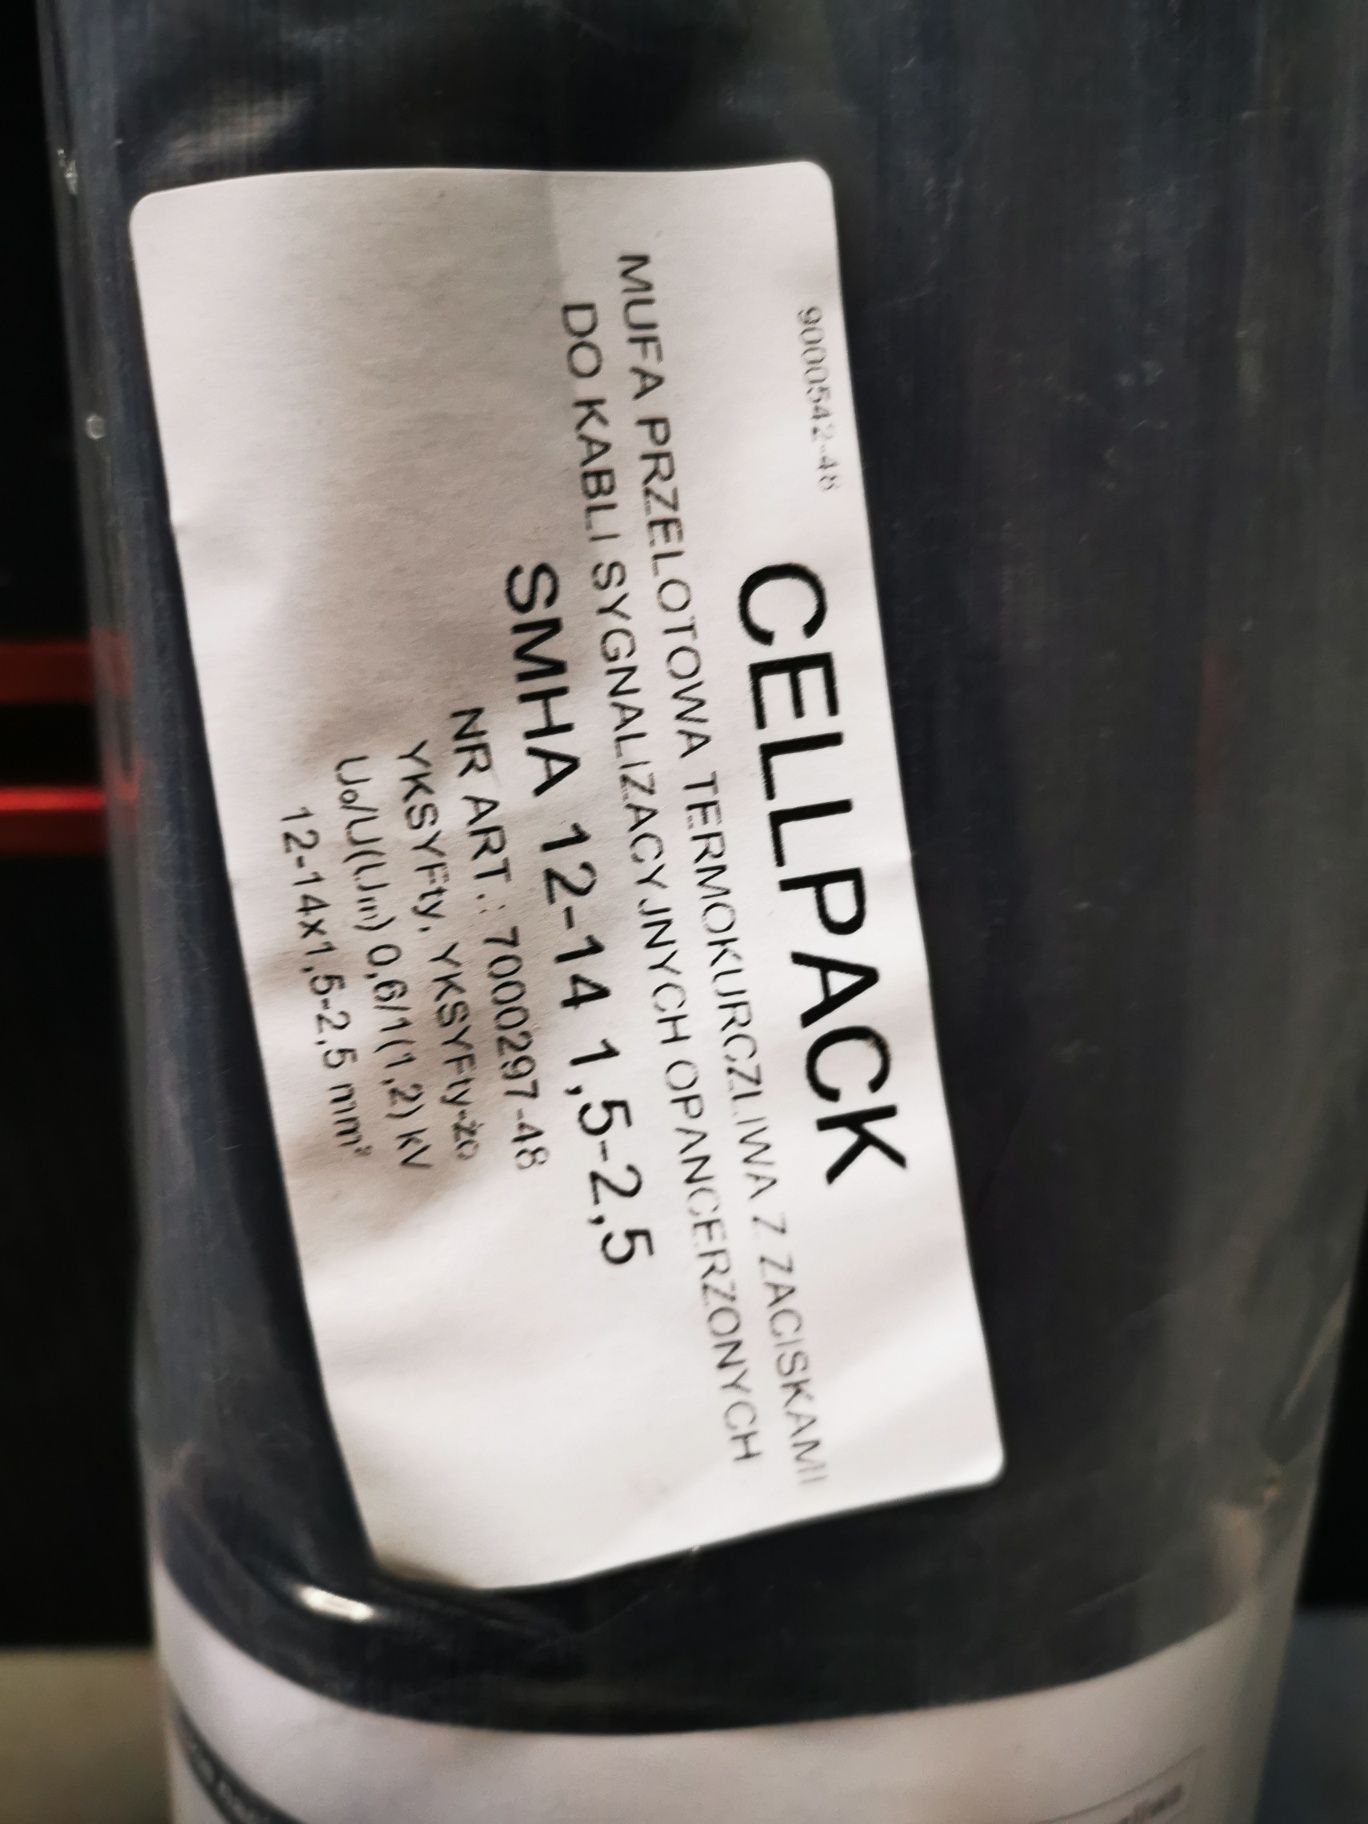 9000542-48
CELLPACK
MUFA PRZELOTOWA TERMOKURCZLIWA Z ZACISKAMI
DO KABLI SYGNALIZACYJNYCH OPANCERZONYCH
SMHA 12-14 1,5-2,5
NR ART.: 7000297-48
YKSYFty, YKSYFty-żo
U₀/U(Um) 0,6/1(1,2) kV
12-14x1,5-2,5 mm²